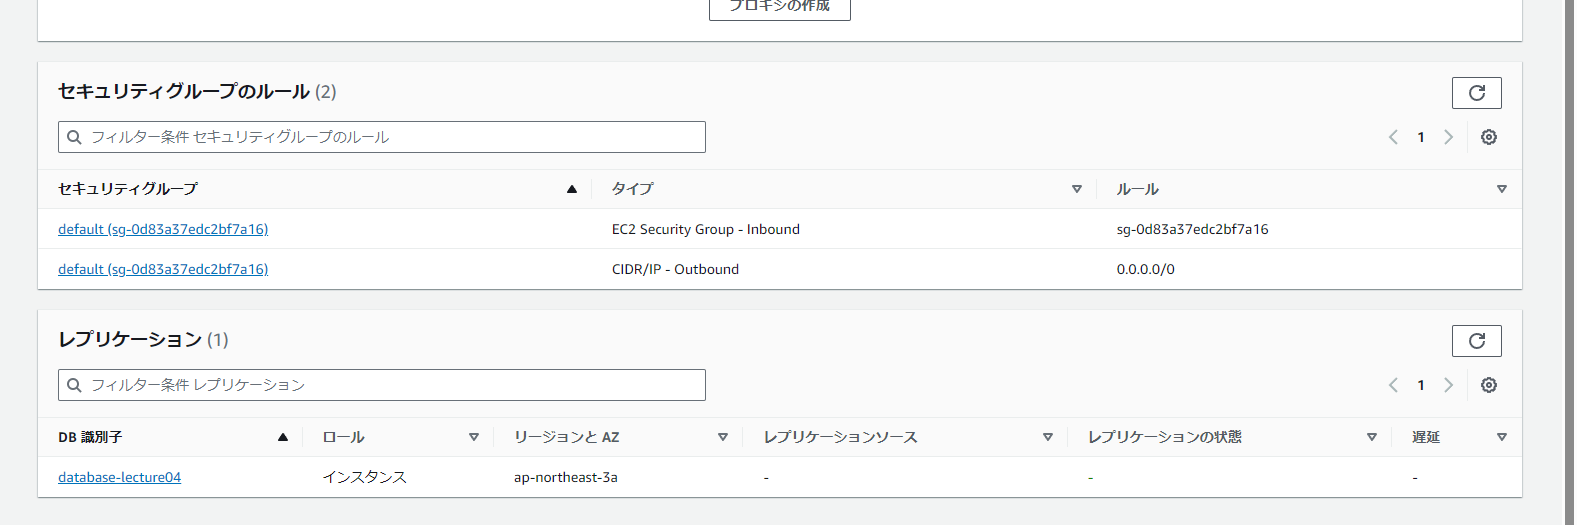 プロキシの作成
セキュリティグループのルール (2)
フィルター条件 セキュリティグループのルール
1
セキュリティグループ タイプ ルール
default (sg-0d83a37edc2bf7a16) EC2 Security Group - Inbound sg-0d83a37edc2bf7a16
default (sg-0d83a37edc2bf7a16) CIDR/IP - Outbound 0.0.0.0/0
レプリケーション (1)
フィルター条件 レプリケーション
1
DB 識別子 ロール リージョンと AZ レプリケーションソース レプリケーションの状態 遅延
database-lecture04 インスタンス ap-northeast-3a - - -